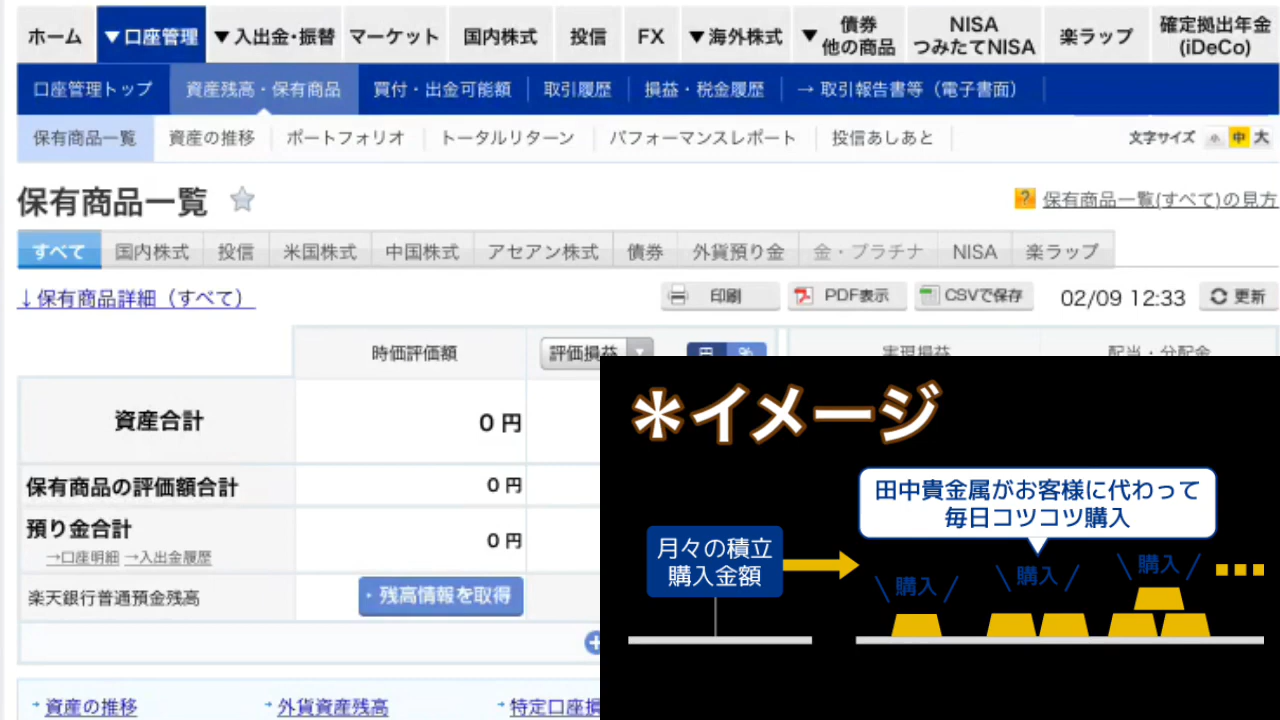 ホーム ▼口座管理 ▼入出金・振替 マーケット 国内株式 投信 FX ▼海外株式 ▼債券 他の商品 NISA つみたてNISA 楽ラップ 確定拠出年金 (iDeCo)
口座管理トップ 資産残高・保有商品 買付・出金可能額 取引履歴 損益・税金履歴 → 取引報告書等（電子書面）
保有商品一覧 資産の推移 ポートフォリオ トータルリターン パフォーマンスレポート 投信あしあと 文字サイズ 小 中 大
保有商品一覧 ? 保有商品一覧(すべて)の見方
すべて 国内株式 投信 米国株式 中国株式 アセアン株式 債券 外貨預り金 金・プラチナ NISA 楽ラップ
↓保有商品詳細（すべて） 印刷 PDF表示 CSVで保存 02/09 12:33 更新
時価評価額 評価損益 円 % 実現損益 配当・分配金
資産合計 0 円
保有商品の評価額合計 0 円
預り金合計 0 円
→口座明細 →入出金履歴
楽天銀行普通預金残高 ・残高情報を取得
→資産の推移 →外貨資産残高 →特定口座損
＊イメージ
田中貴金属がお客様に代わって
毎日コツコツ購入
月々の積立
購入金額
購入
購入
購入